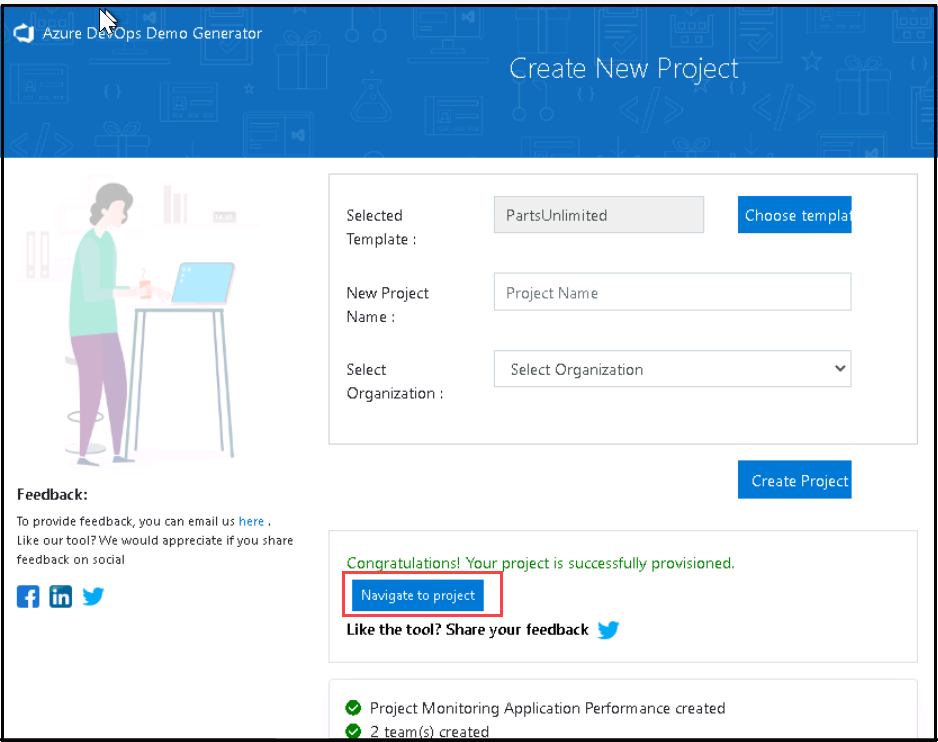 Azure DevOps Demo Generator
Create New Project
Selected
Template :
PartsUnlimited
Choose templat
New Project
Name :
Project Name
Select
Organization :
Select Organization
Create Project
Feedback:
To provide feedback, you can email us here .
Like our tool? We would appreciate if you share
feedback on social
Congratulations! Your project is successfully provisioned.
Navigate to project
Like the tool? Share your feedback
Project Monitoring Application Performance created
2 team(s) created